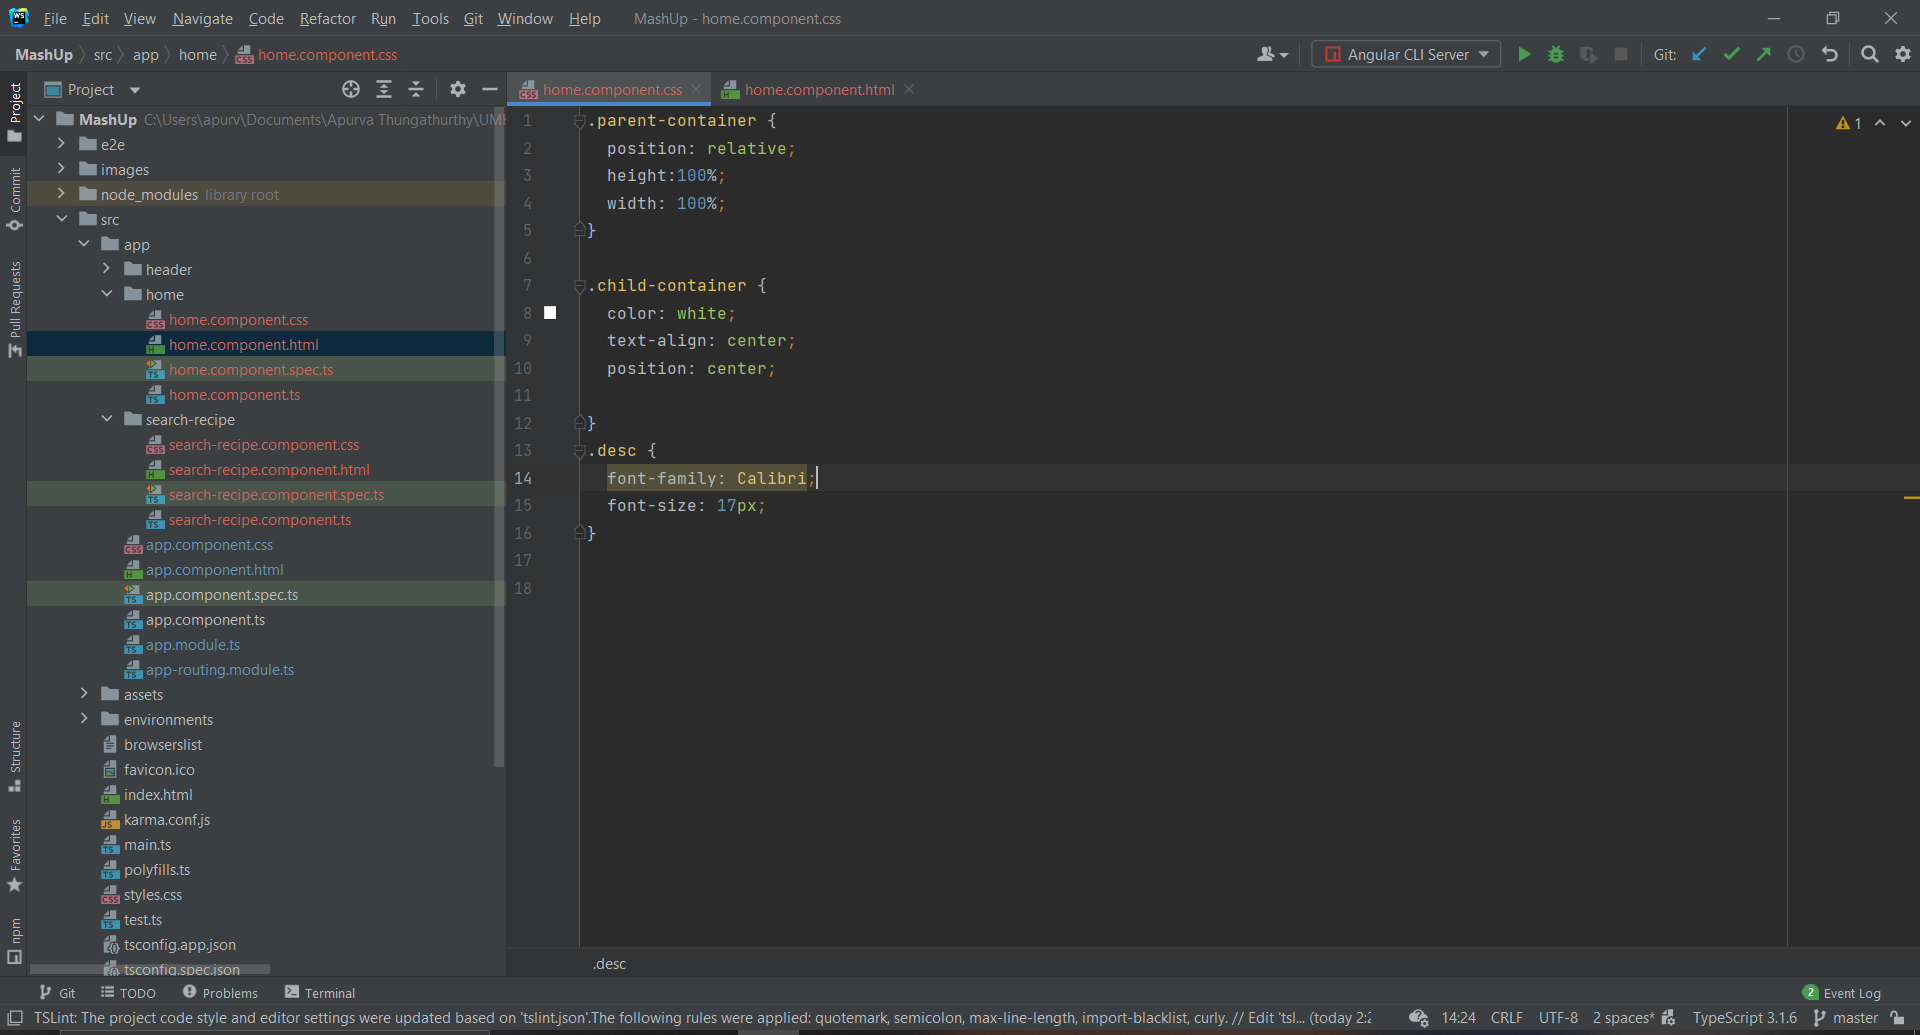 File Edit View Navigate Code Refactor Run Tools Git Window Help MashUp - home.component.css
MashUp src app home home.component.css Angular CLI Server Git:
Project
home.component.css home.component.html
Project
Commit
Pull Requests
Structure
Favorites
npm
MashUp C:\Users\apurv\Documents\Apurva Thungathurthy\UM
e2e
images
node_modules library root
src
app
header
home
home.component.css
home.component.html
home.component.spec.ts
home.component.ts
search-recipe
search-recipe.component.css
search-recipe.component.html
search-recipe.component.spec.ts
search-recipe.component.ts
app.component.css
app.component.html
app.component.spec.ts
app.component.ts
app.module.ts
app-routing.module.ts
assets
environments
browserslist
favicon.ico
index.html
karma.conf.js
main.ts
polyfills.ts
styles.css
test.ts
tsconfig.app.json
tsconfig.spec.json
1 .parent-container {
2 position: relative;
3 height:100%;
4 width: 100%;
5 }
6
7 .child-container {
8 color: white;
9 text-align: center;
10 position: center;
11
12 }
13 .desc {
14 font-family: Calibri;
15 font-size: 17px;
16 }
17
18
1
.desc
Git TODO Problems Terminal 2 Event Log
TSLint: The project code style and editor settings were updated based on 'tslint.json'.The following rules were applied: quotemark, semicolon, max-line-length, import-blacklist, curly. // Edit 'tsl... (today 2:2 14:24 CRLF UTF-8 2 spaces* TypeScript 3.1.6 master